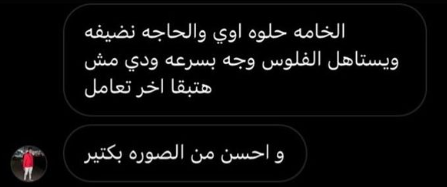 الخامه حلوه اوي والحاجه نضيفه
ويستاهل الفلوس وجه بسرعه ودي مش
هتبقا اخر تعامل
و احسن من الصوره بكتير